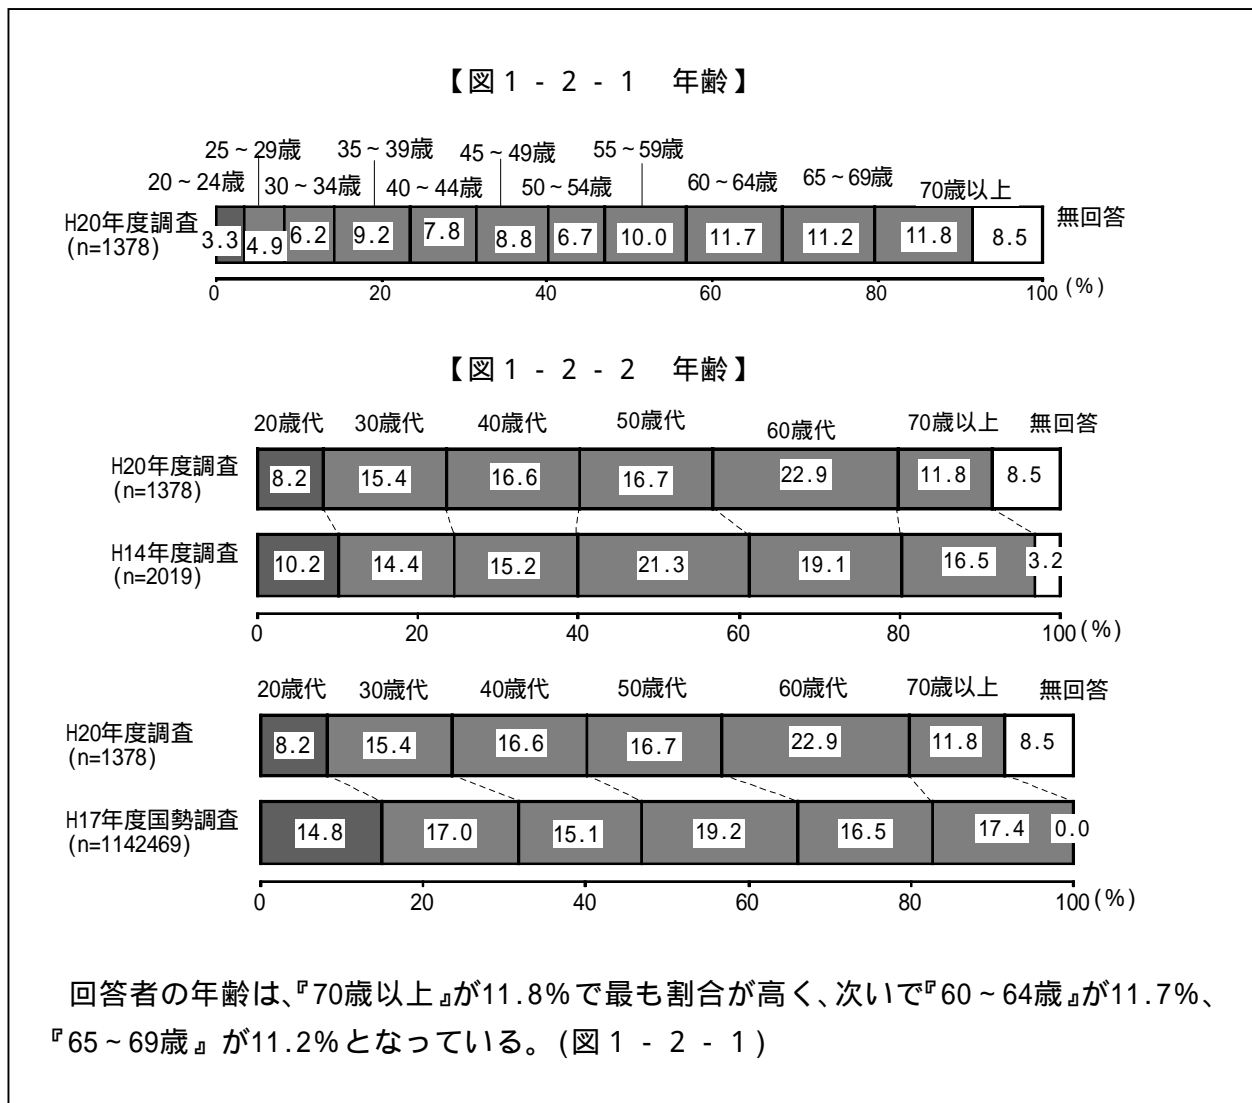 【図1-2-1　年齢】
25~29歳　35~39歳　45~49歳　55~59歳
20~24歳　30~34歳　40~44歳　50~54歳　60~64歳　65~69歳　70歳以上　無回答
H20年度調査
(n=1378)
3.3　4.9　6.2　9.2　7.8　8.8　6.7　10.0　11.7　11.2　11.8　8.5
0　20　40　60　80　100 (%)
【図1-2-2　年齢】
20歳代　30歳代　40歳代　50歳代　60歳代　70歳以上　無回答
H20年度調査
(n=1378)
8.2　15.4　16.6　16.7　22.9　11.8　8.5
H14年度調査
(n=2019)
10.2　14.4　15.2　21.3　19.1　16.5　3.2
0　20　40　60　80　100 (%)
20歳代　30歳代　40歳代　50歳代　60歳代　70歳以上　無回答
H20年度調査
(n=1378)
8.2　15.4　16.6　16.7　22.9　11.8　8.5
H17年度国勢調査
(n=1142469)
14.8　17.0　15.1　19.2　16.5　17.4　0.0
0　20　40　60　80　100 (%)
回答者の年齢は、『70歳以上』が11.8%で最も割合が高く、次いで『60~64歳』が11.7%、
『65~69歳』が11.2%となっている。(図1-2-1)